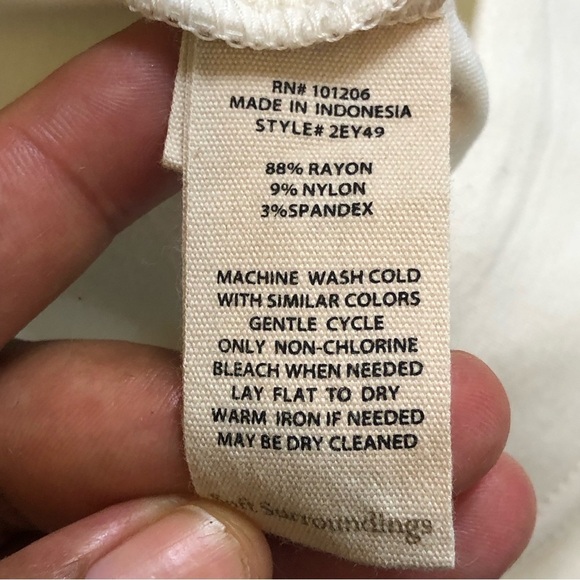 RN# 101206
MADE IN INDONESIA
STYLE# 2EY49
88% RAYON
9% NYLON
3%SPANDEX
MACHINE WASH COLD
WITH SIMILAR COLORS
GENTLE CYCLE
ONLY NON-CHLORINE
BLEACH WHEN NEEDED
LAY FLAT TO DRY
WARM IRON IF NEEDED
MAY BE DRY CLEANED
Soft Surroundings